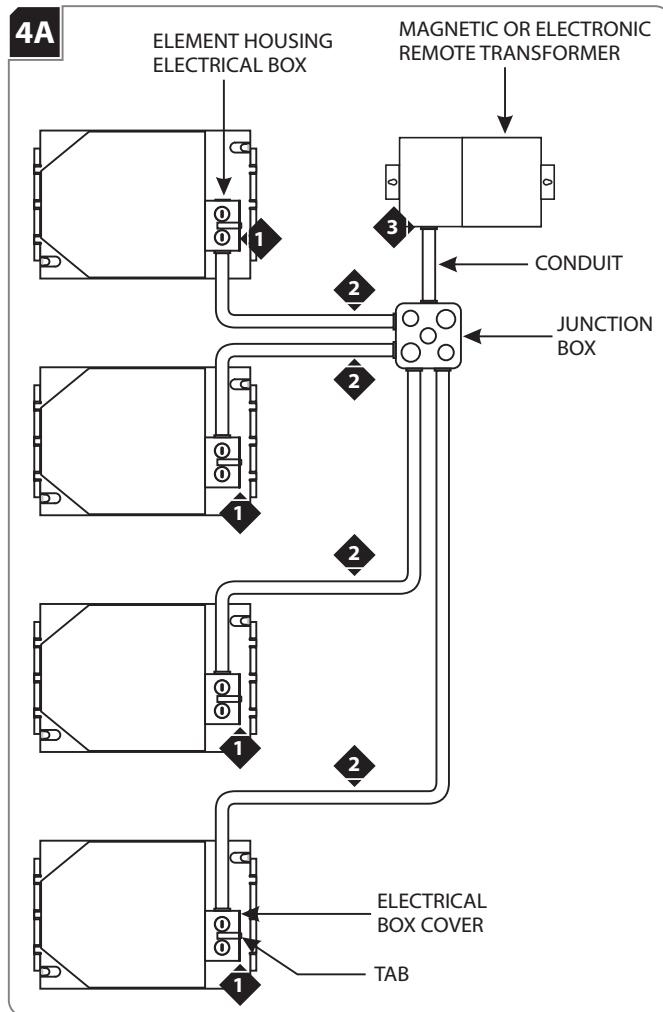 4A
ELEMENT HOUSING
ELECTRICAL BOX
MAGNETIC OR ELECTRONIC
REMOTE TRANSFORMER
1
3
CONDUIT
2
JUNCTION
BOX
2
1
2
1
2
ELECTRICAL
BOX COVER
TAB
1